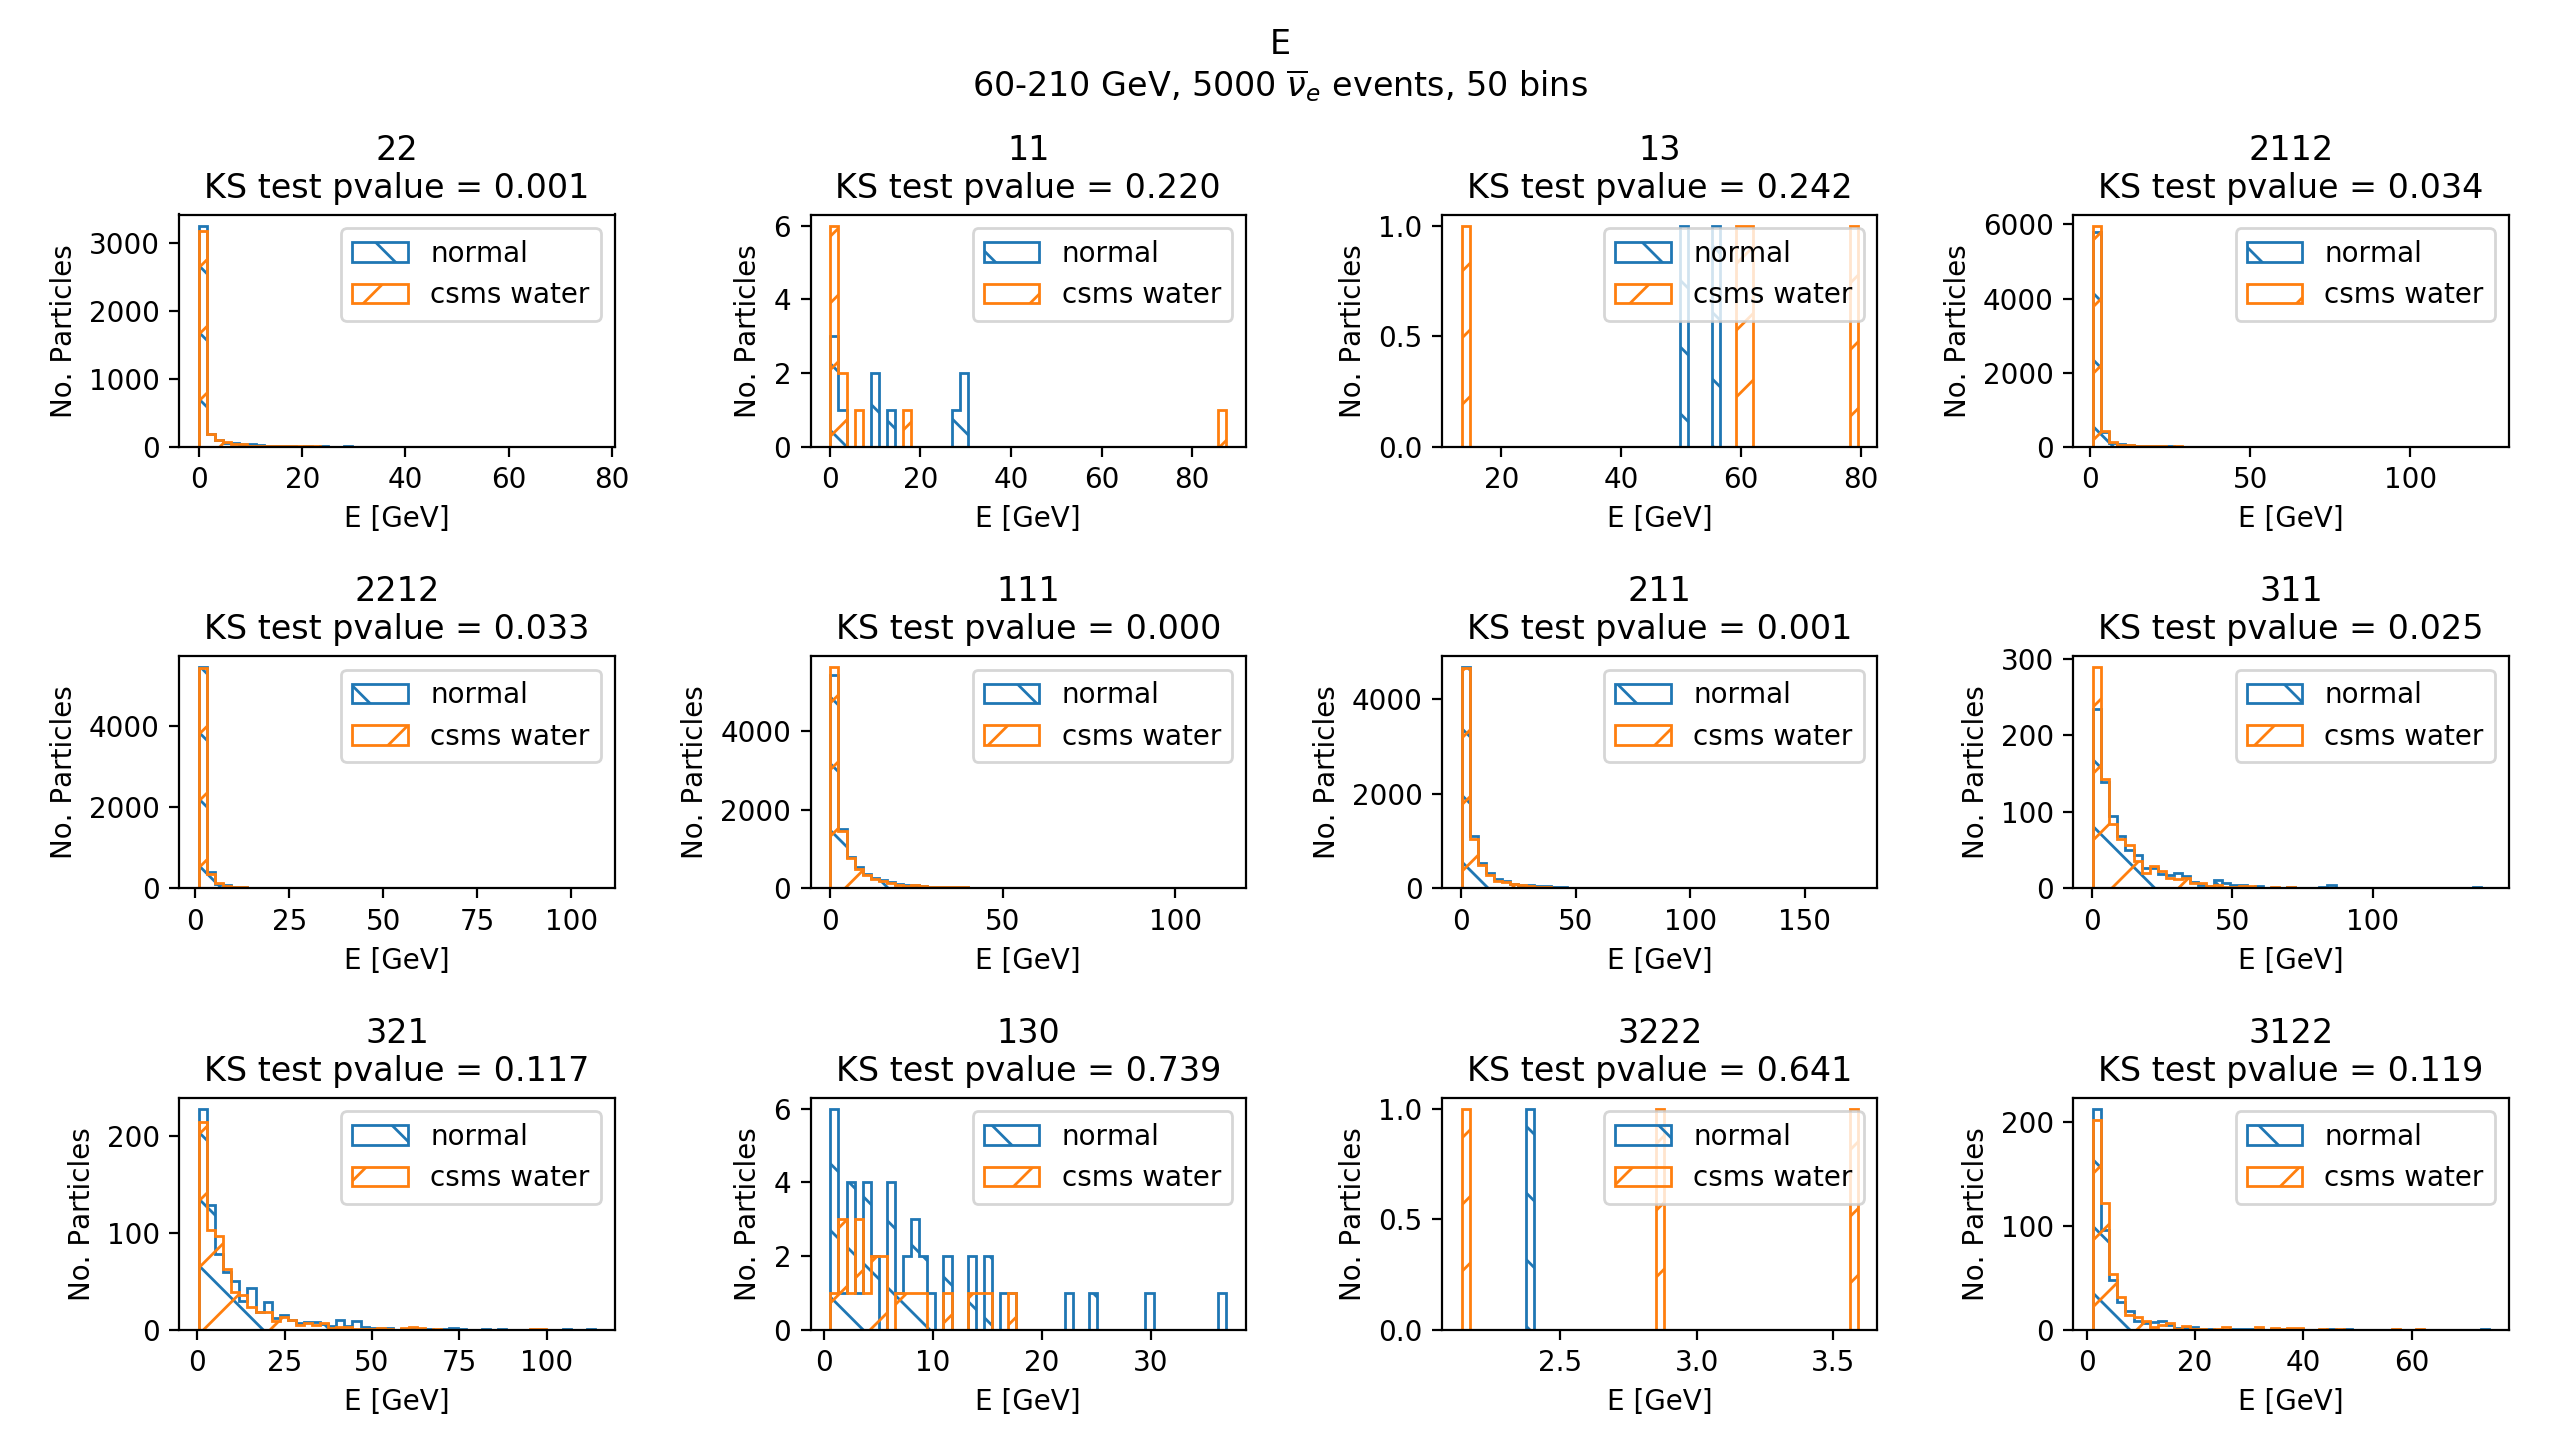 E
60-210 GeV, 5000 ν̅e events, 50 bins
22
KS test pvalue = 0.001
No. Particles
3000
2000
1000
0
normal
csms water
0 20 40 60 80
E [GeV]
11
KS test pvalue = 0.220
No. Particles
6
4
2
0
normal
csms water
0 20 40 60 80
E [GeV]
13
KS test pvalue = 0.242
No. Particles
1.0
0.5
0.0
normal
csms water
20 40 60 80
E [GeV]
2112
KS test pvalue = 0.034
No. Particles
6000
4000
2000
0
normal
csms water
0 50 100
E [GeV]
2212
KS test pvalue = 0.033
No. Particles
4000
2000
0
normal
csms water
0 25 50 75 100
E [GeV]
111
KS test pvalue = 0.000
No. Particles
4000
2000
0
normal
csms water
0 50 100
E [GeV]
211
KS test pvalue = 0.001
No. Particles
4000
2000
0
normal
csms water
0 50 100 150
E [GeV]
311
KS test pvalue = 0.025
No. Particles
300
200
100
0
normal
csms water
0 50 100
E [GeV]
321
KS test pvalue = 0.117
No. Particles
200
100
0
normal
csms water
0 25 50 75 100
E [GeV]
130
KS test pvalue = 0.739
No. Particles
6
4
2
0
normal
csms water
0 10 20 30
E [GeV]
3222
KS test pvalue = 0.641
No. Particles
1.0
0.5
0.0
normal
csms water
2.5 3.0 3.5
E [GeV]
3122
KS test pvalue = 0.119
No. Particles
200
100
0
normal
csms water
0 20 40 60
E [GeV]